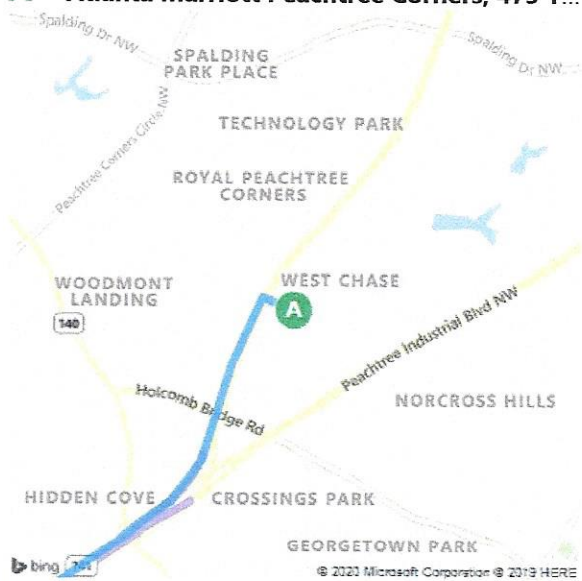 Atlanta Marriott Peachtree Corners, 475 T...
Spalding Dr NW
Spalding Dr NW
SPALDING
PARK PLACE
TECHNOLOGY PARK
Peachtree Corners Circle NW
ROYAL PEACHTREE
CORNERS
WOODMONT
LANDING
WEST CHASE
A
140
Peachtree Industrial Blvd NW
Holcomb Bridge Rd
NORCROSS HILLS
HIDDEN COVE
CROSSINGS PARK
GEORGETOWN PARK
bing
© 2020 Microsoft Corporation © 2019 HERE